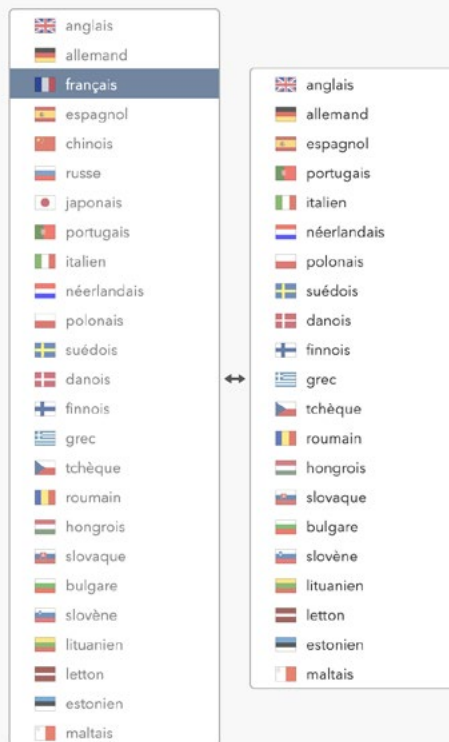 anglais
allemand
français
espagnol
chinois
russe
japonais
portugais
italien
néerlandais
polonais
suédois
danois
finnois
grec
tchèque
roumain
hongrois
slovaque
bulgare
slovène
lituanien
letton
estonien
maltais
anglais
allemand
espagnol
portugais
italien
néerlandais
polonais
suédois
danois
finnois
grec
tchèque
roumain
hongrois
slovaque
bulgare
slovène
lituanien
letton
estonien
maltais